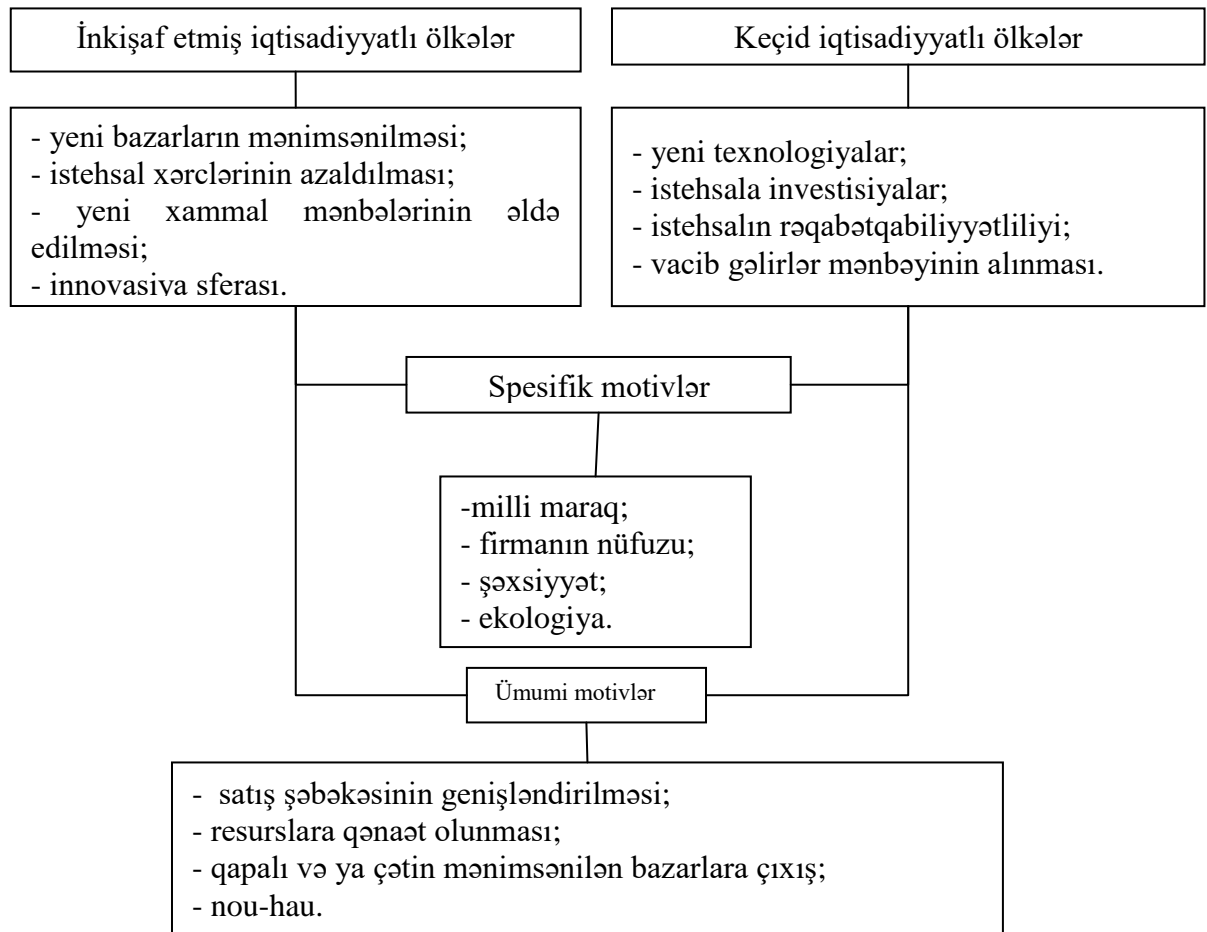 İnkişaf etmiş iqtisadiyyatlı ölkələr
Keçid iqtisadiyyatlı ölkələr
- yeni bazarların mənimsənilməsi;
- istehsal xərclərinin azaldılması;
- yeni xammal mənbələrinin əldə
edilməsi;
- innovasiya sferası.
- yeni texnologiyalar;
- istehsala investisiyalar;
- istehsalın rəqabətqabiliyyətliliyi;
- vacib gəlirlər mənbəyinin alınması.
Spesifik motivlər
-milli maraq;
- firmanın nüfuzu;
- şəxsiyyət;
- ekologiya.
Ümumi motivlər
- satış şəbəkəsinin genişləndirilməsi;
- resurslara qənaət olunması;
- qapalı və ya çətin mənimsənilən bazarlara çıxış;
- nou-hau.